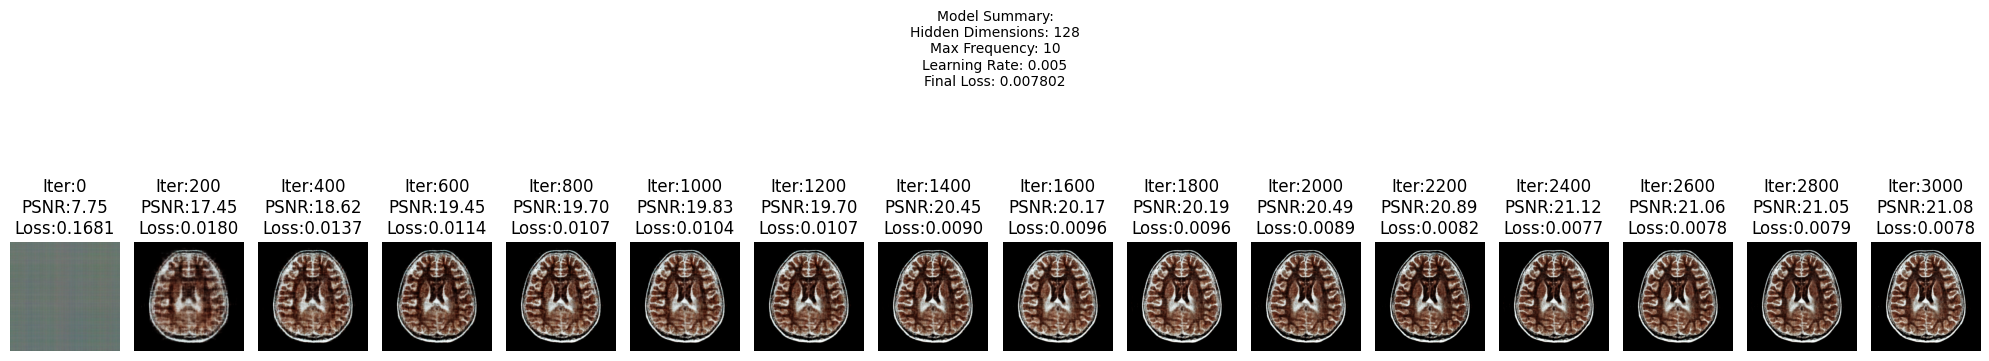 Model Summary:
Hidden Dimensions: 128
Max Frequency: 10
Learning Rate: 0.005
Final Loss: 0.007802
Iter:0
PSNR:7.75
Loss:0.1681
Iter:200
PSNR:17.45
Loss:0.0180
Iter:400
PSNR:18.62
Loss:0.0137
Iter:600
PSNR:19.45
Loss:0.0114
Iter:800
PSNR:19.70
Loss:0.0107
Iter:1000
PSNR:19.83
Loss:0.0104
Iter:1200
PSNR:19.70
Loss:0.0107
Iter:1400
PSNR:20.45
Loss:0.0090
Iter:1600
PSNR:20.17
Loss:0.0096
Iter:1800
PSNR:20.19
Loss:0.0096
Iter:2000
PSNR:20.49
Loss:0.0089
Iter:2200
PSNR:20.89
Loss:0.0082
Iter:2400
PSNR:21.12
Loss:0.0077
Iter:2600
PSNR:21.06
Loss:0.0078
Iter:2800
PSNR:21.05
Loss:0.0079
Iter:3000
PSNR:21.08
Loss:0.0078